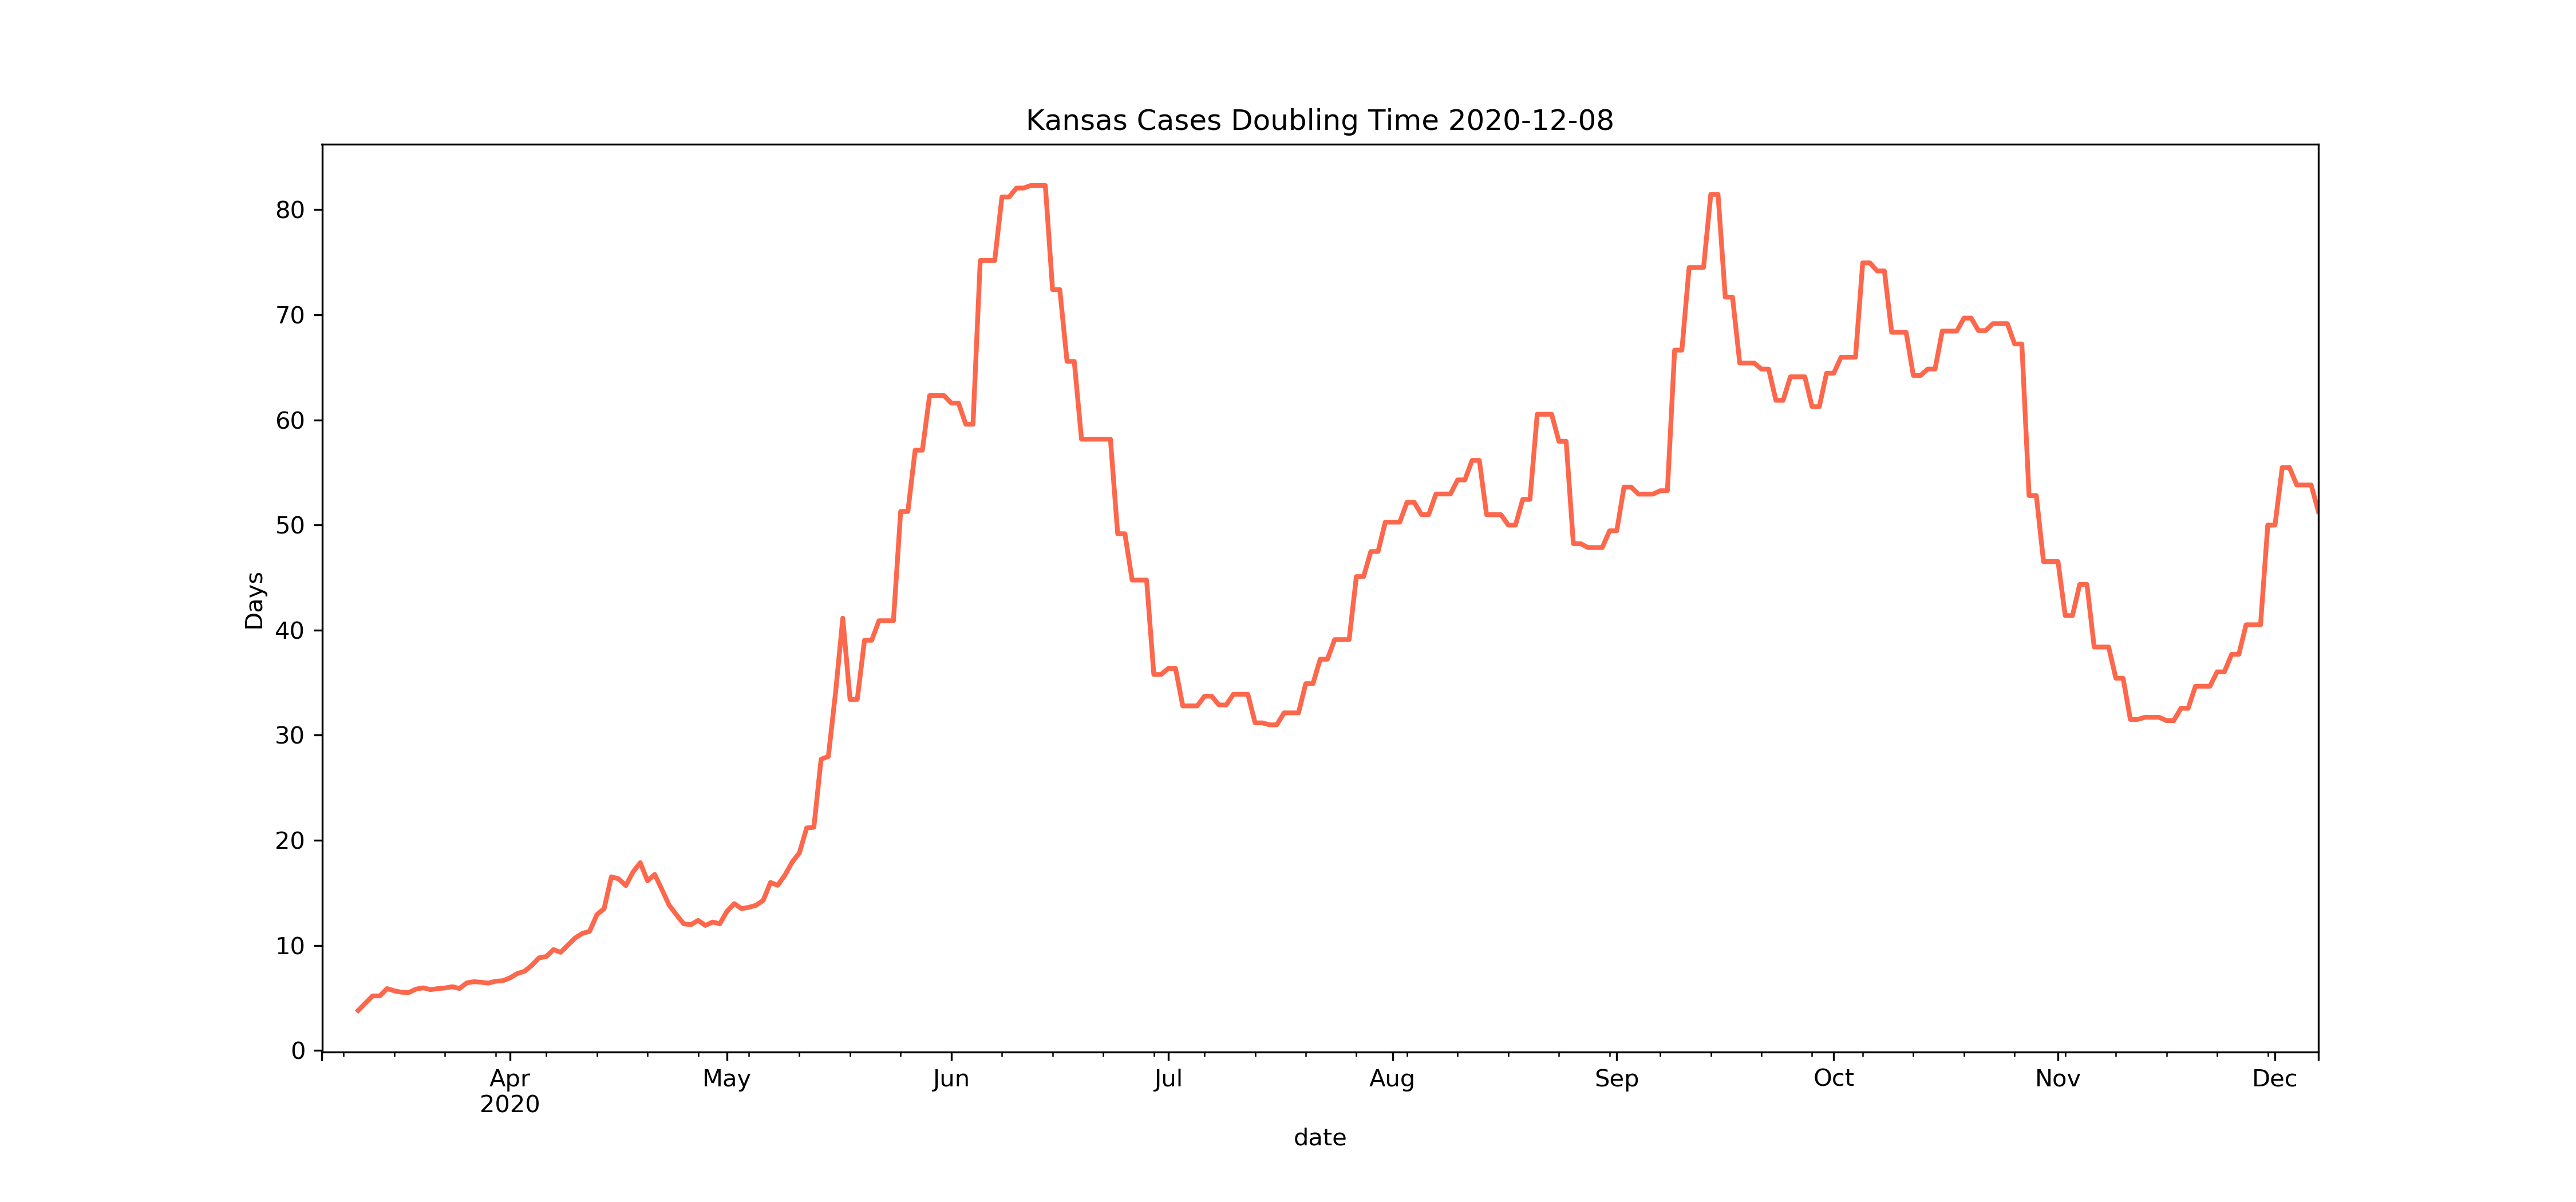 Kansas Cases Doubling Time 2020-12-08
80
70
60
50
40
30
20
10
0
Days
Apr May Jun Jul Aug Sep Oct Nov Dec
2020
date